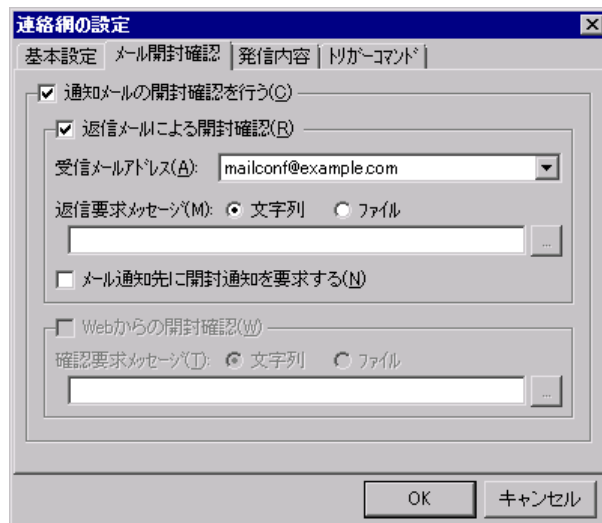 連絡網の設定
基本設定 メール開封確認 発信内容 トリガーコマンド
通知メールの開封確認を行う(C)
返信メールによる開封確認(R)
受信メールアドレス(A): mailconf@example.com
返信要求メッセージ(M): 文字列 ファイル
...
メール通知先に開封通知を要求する(N)
Webからの開封確認(W)
確認要求メッセージ(T): 文字列 ファイル
...
OK キャンセル